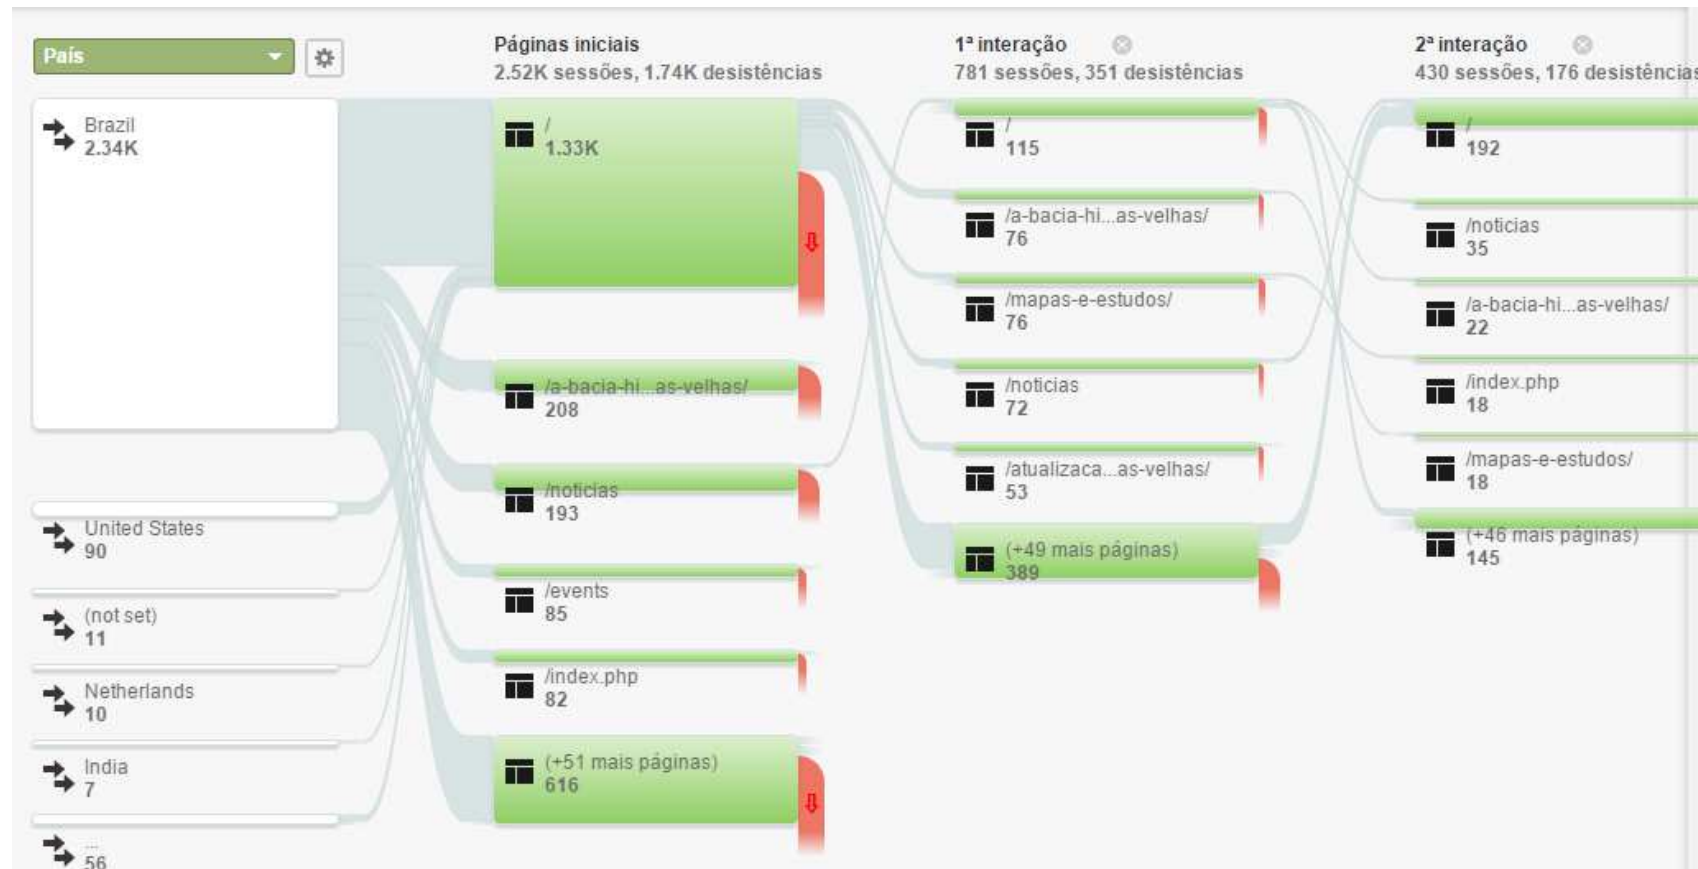 País
Brazil
2.34K
United States
90
(not set)
11
Netherlands
10
India
7
...
56
Páginas iniciais
2.52K sessões, 1.74K desistências
/
1.33K
/a-bacia-hi...as-velhas/
208
/noticias
193
/events
85
/index.php
82
(+51 mais páginas)
616
1ª interação
781 sessões, 351 desistências
/
115
/a-bacia-hi...as-velhas/
76
/mapas-e-estudos/
76
/noticias
72
/atualizaca...as-velhas/
53
(+49 mais páginas)
389
2ª interação
430 sessões, 176 desistências
/
192
/noticias
35
/a-bacia-hi...as-velhas/
22
/index.php
18
/mapas-e-estudos/
18
(+46 mais páginas)
145